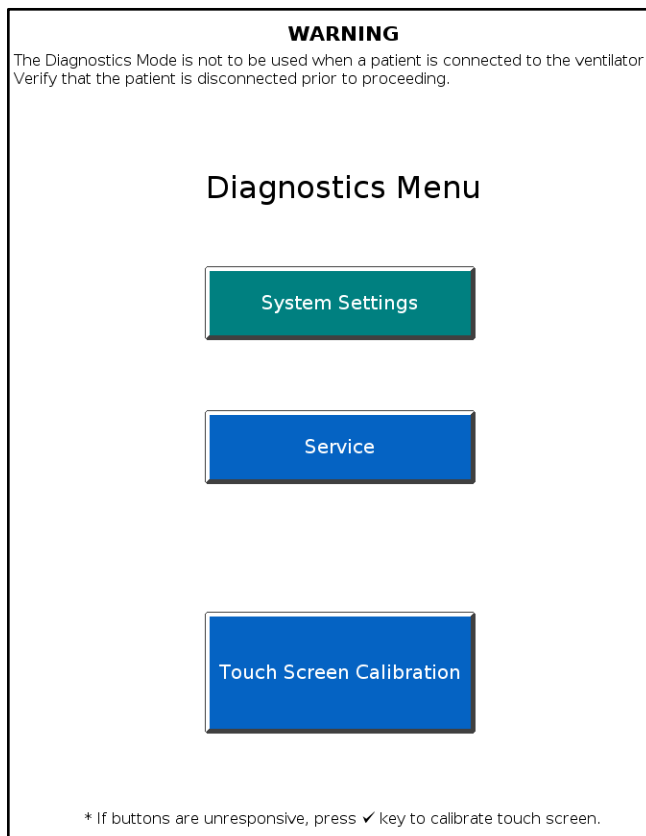 WARNING
The Diagnostics Mode is not to be used when a patient is connected to the ventilator
Verify that the patient is disconnected prior to proceeding.
Diagnostics Menu
System Settings
Service
Touch Screen Calibration
* If buttons are unresponsive, press ✓ key to calibrate touch screen.